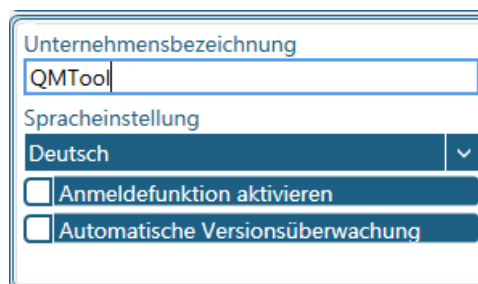 Unternehmensbezeichnung
QMTool
Spracheinstellung
Deutsch
Anmeldefunktion aktivieren
Automatische Versionsüberwachung